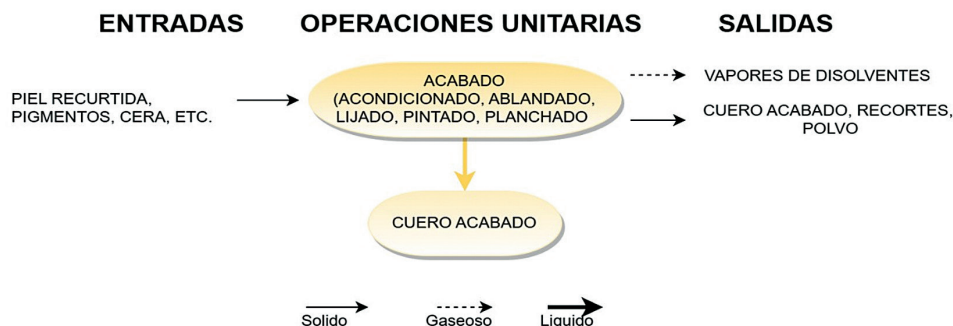 ENTRADAS
OPERACIONES UNITARIAS
SALIDAS
PIEL RECURTIDA,
PIGMENTOS, CERA, ETC.
ACABADO
(ACONDICIONADO, ABLANDADO,
LIJADO, PINTADO, PLANCHADO
VAPORES DE DISOLVENTES
CUERO ACABADO, RECORTES,
POLVO
CUERO ACABADO
Solido
Gaseoso
Liquido